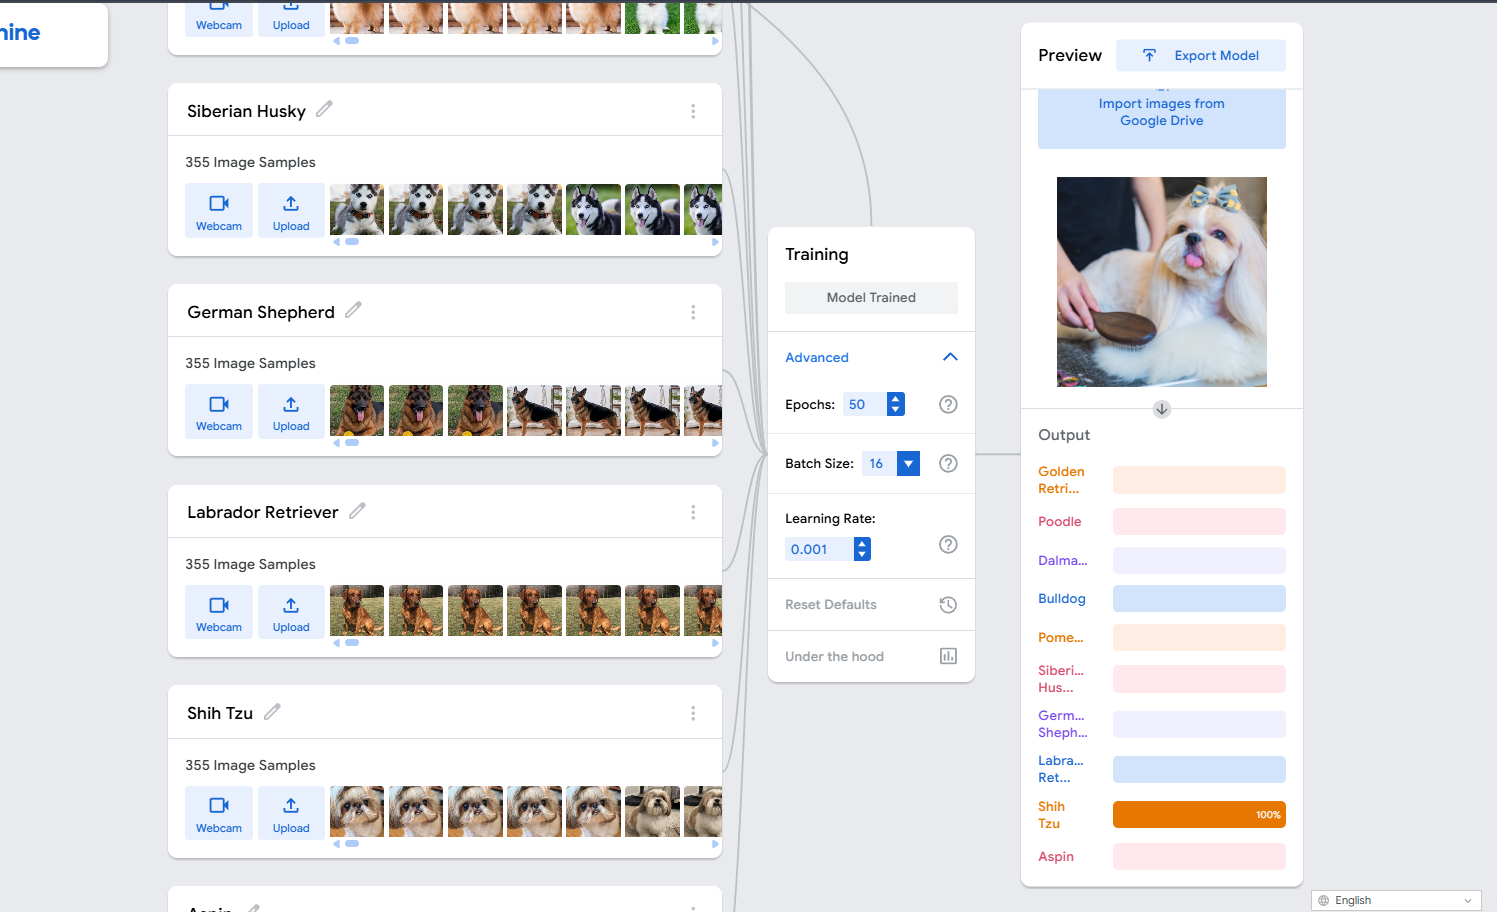 Webcam
Upload
Siberian Husky
355 Image Samples
Webcam
Upload
German Shepherd
355 Image Samples
Webcam
Upload
Labrador Retriever
355 Image Samples
Webcam
Upload
Shih Tzu
355 Image Samples
Webcam
Upload
Aspin
Training
Model Trained
Advanced
Epochs: 50
Batch Size: 16
Learning Rate:
0.001
Reset Defaults
Under the hood
Preview
Export Model
Import images from
Google Drive
Output
Golden
Retri...
Poodle
Dalma...
Bulldog
Pome...
Siberi...
Hus...
Germ...
Sheph...
Labra...
Ret...
Shih
Tzu
100%
Aspin
English